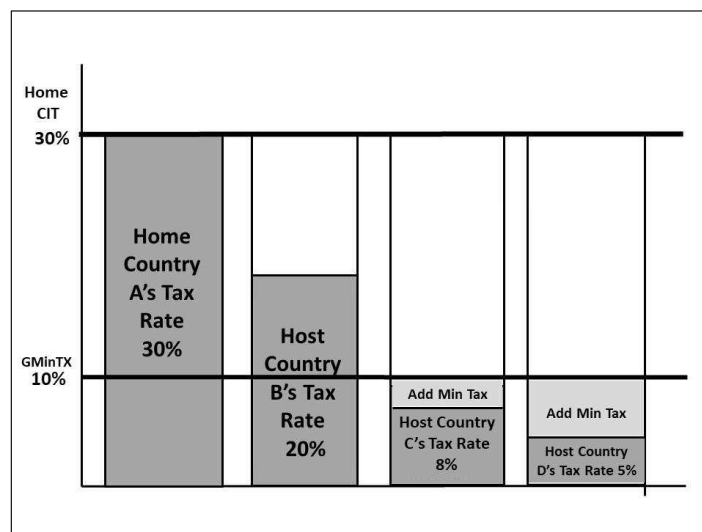 Home
CIT
30%
Home
Country
A's Tax
Rate
30%
Host
Country
B's Tax
Rate
20%
GMinTX
10%
Add Min Tax
Host Country
C's Tax Rate
8%
Add Min Tax
Host Country
D's Tax Rate 5%